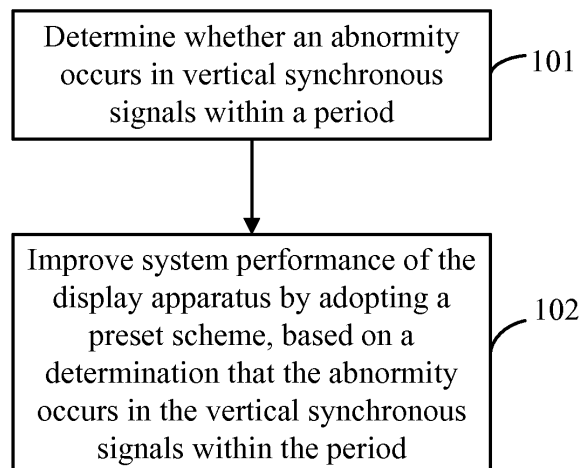 Determine whether an abnormity
occurs in vertical synchronous
signals within a period
101
Improve system performance of the
display apparatus by adopting a
preset scheme, based on a
determination that the abnormity
occurs in the vertical synchronous
signals within the period
102